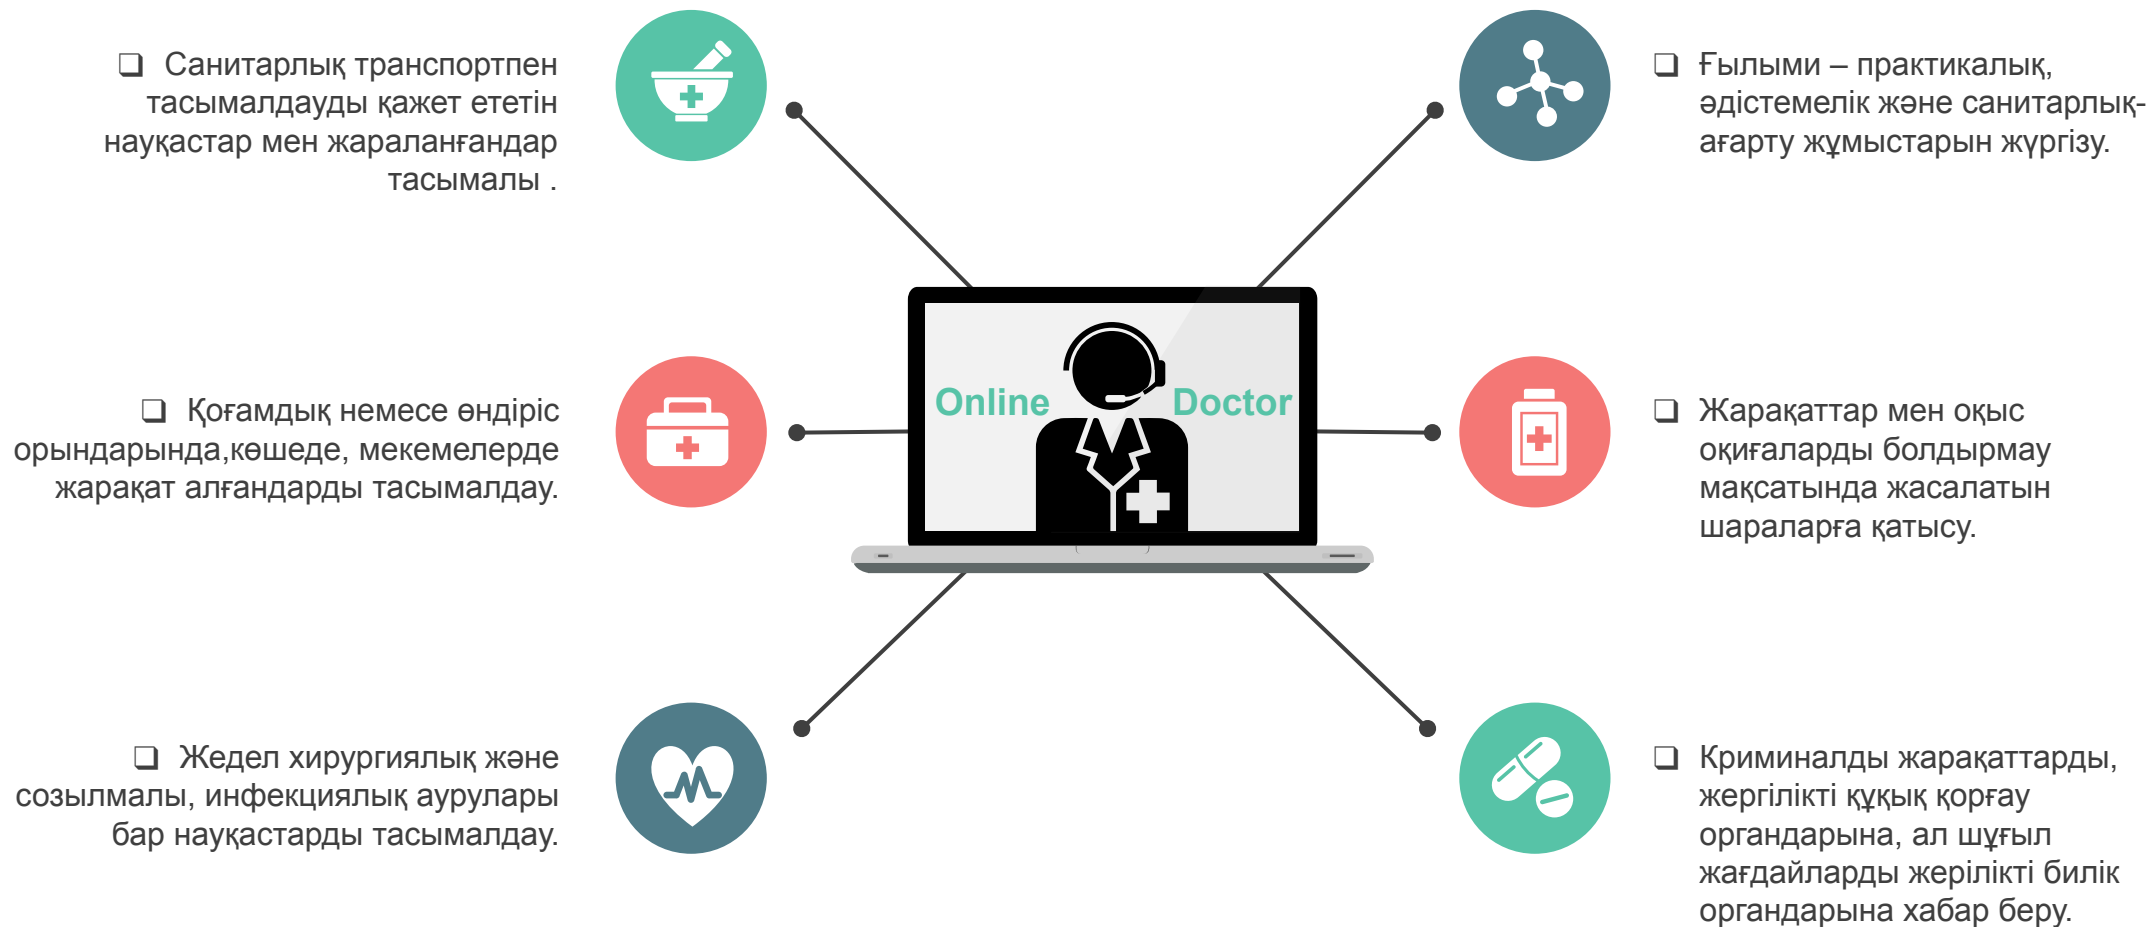 ❑ Санитарлық транспортпен
тасымалдауды қажет ететін
науқастар мен жараланғандар
тасымалы .
❑ Қоғамдық немесе өндіріс
орындарында,көшеде, мекемелерде
жарақат алғандарды тасымалдау.
❑ Жедел хирургиялық және
созылмалы, инфекциялық аурулары
бар науқастарды тасымалдау.
Online Doctor
❑ Ғылыми – практикалық,
әдістемелік және санитарлық-
ағарту жұмыстарын жүргізу.
❑ Жарақаттар мен оқыс
оқиғаларды болдырмау
мақсатында жасалатын
шараларға қатысу.
❑ Криминалды жарақаттарды,
жергілікті құқық қорғау
органдарына, ал шұғыл
жағдайларды жерілікті билік
органдарына хабар беру.